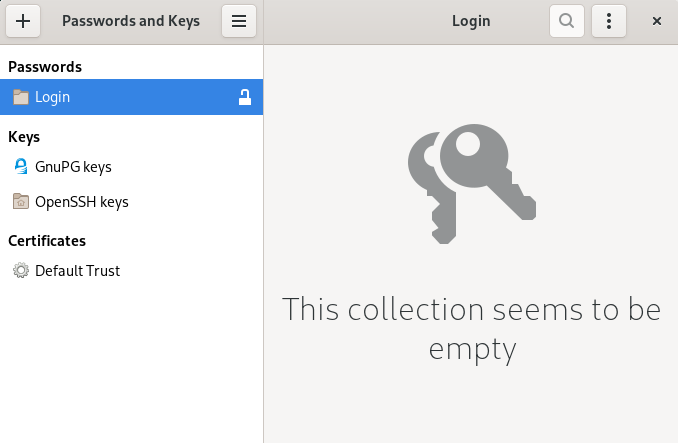 Passwords and Keys
Login
Passwords
Login
Keys
GnuPG keys
OpenSSH keys
Certificates
Default Trust
This collection seems to be
empty